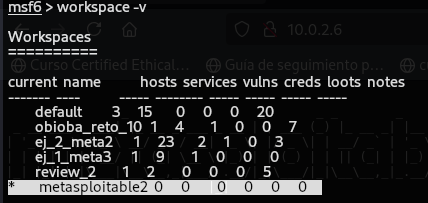 msf6 > workspace -v
10.0.2.6
Workspaces
==========
Curso Certified Ethical... Guia de seguimiento p...
current name hosts services vulns creds loots notes
------- ---- ----- -------- ----- ----- ----- -----
default 3 15 0 0 0 20
obioba_reto_10 1 4 1 0 0 7
ej_2_meta2 1 23 2 1 0 3
ej_1_meta3 1 9 1 0 0 0
review_2 1 2 0 0 0 5
* metasploitable2 0 0 0 0 0 0